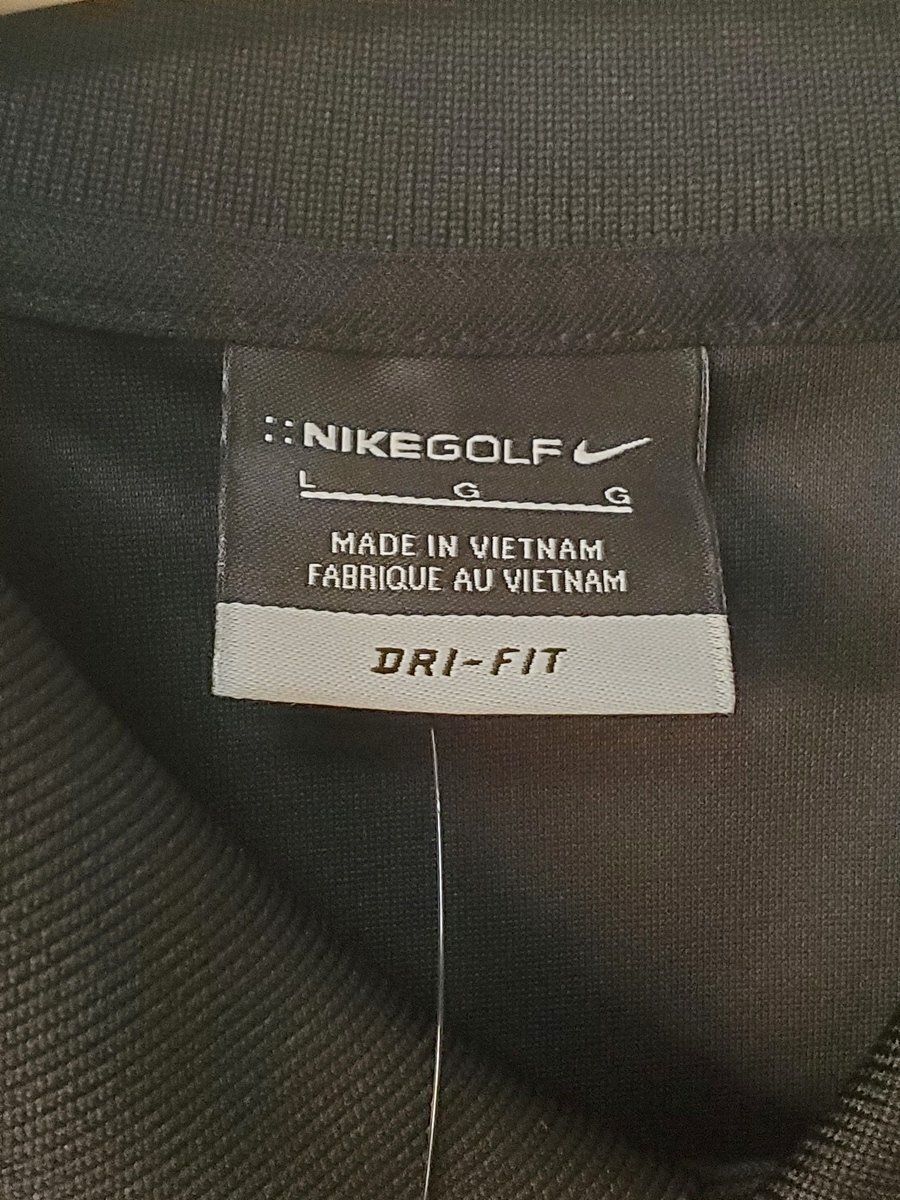 NIKEGOLF
L G G
MADE IN VIETNAM
FABRIQUE AU VIETNAM
DRI-FIT